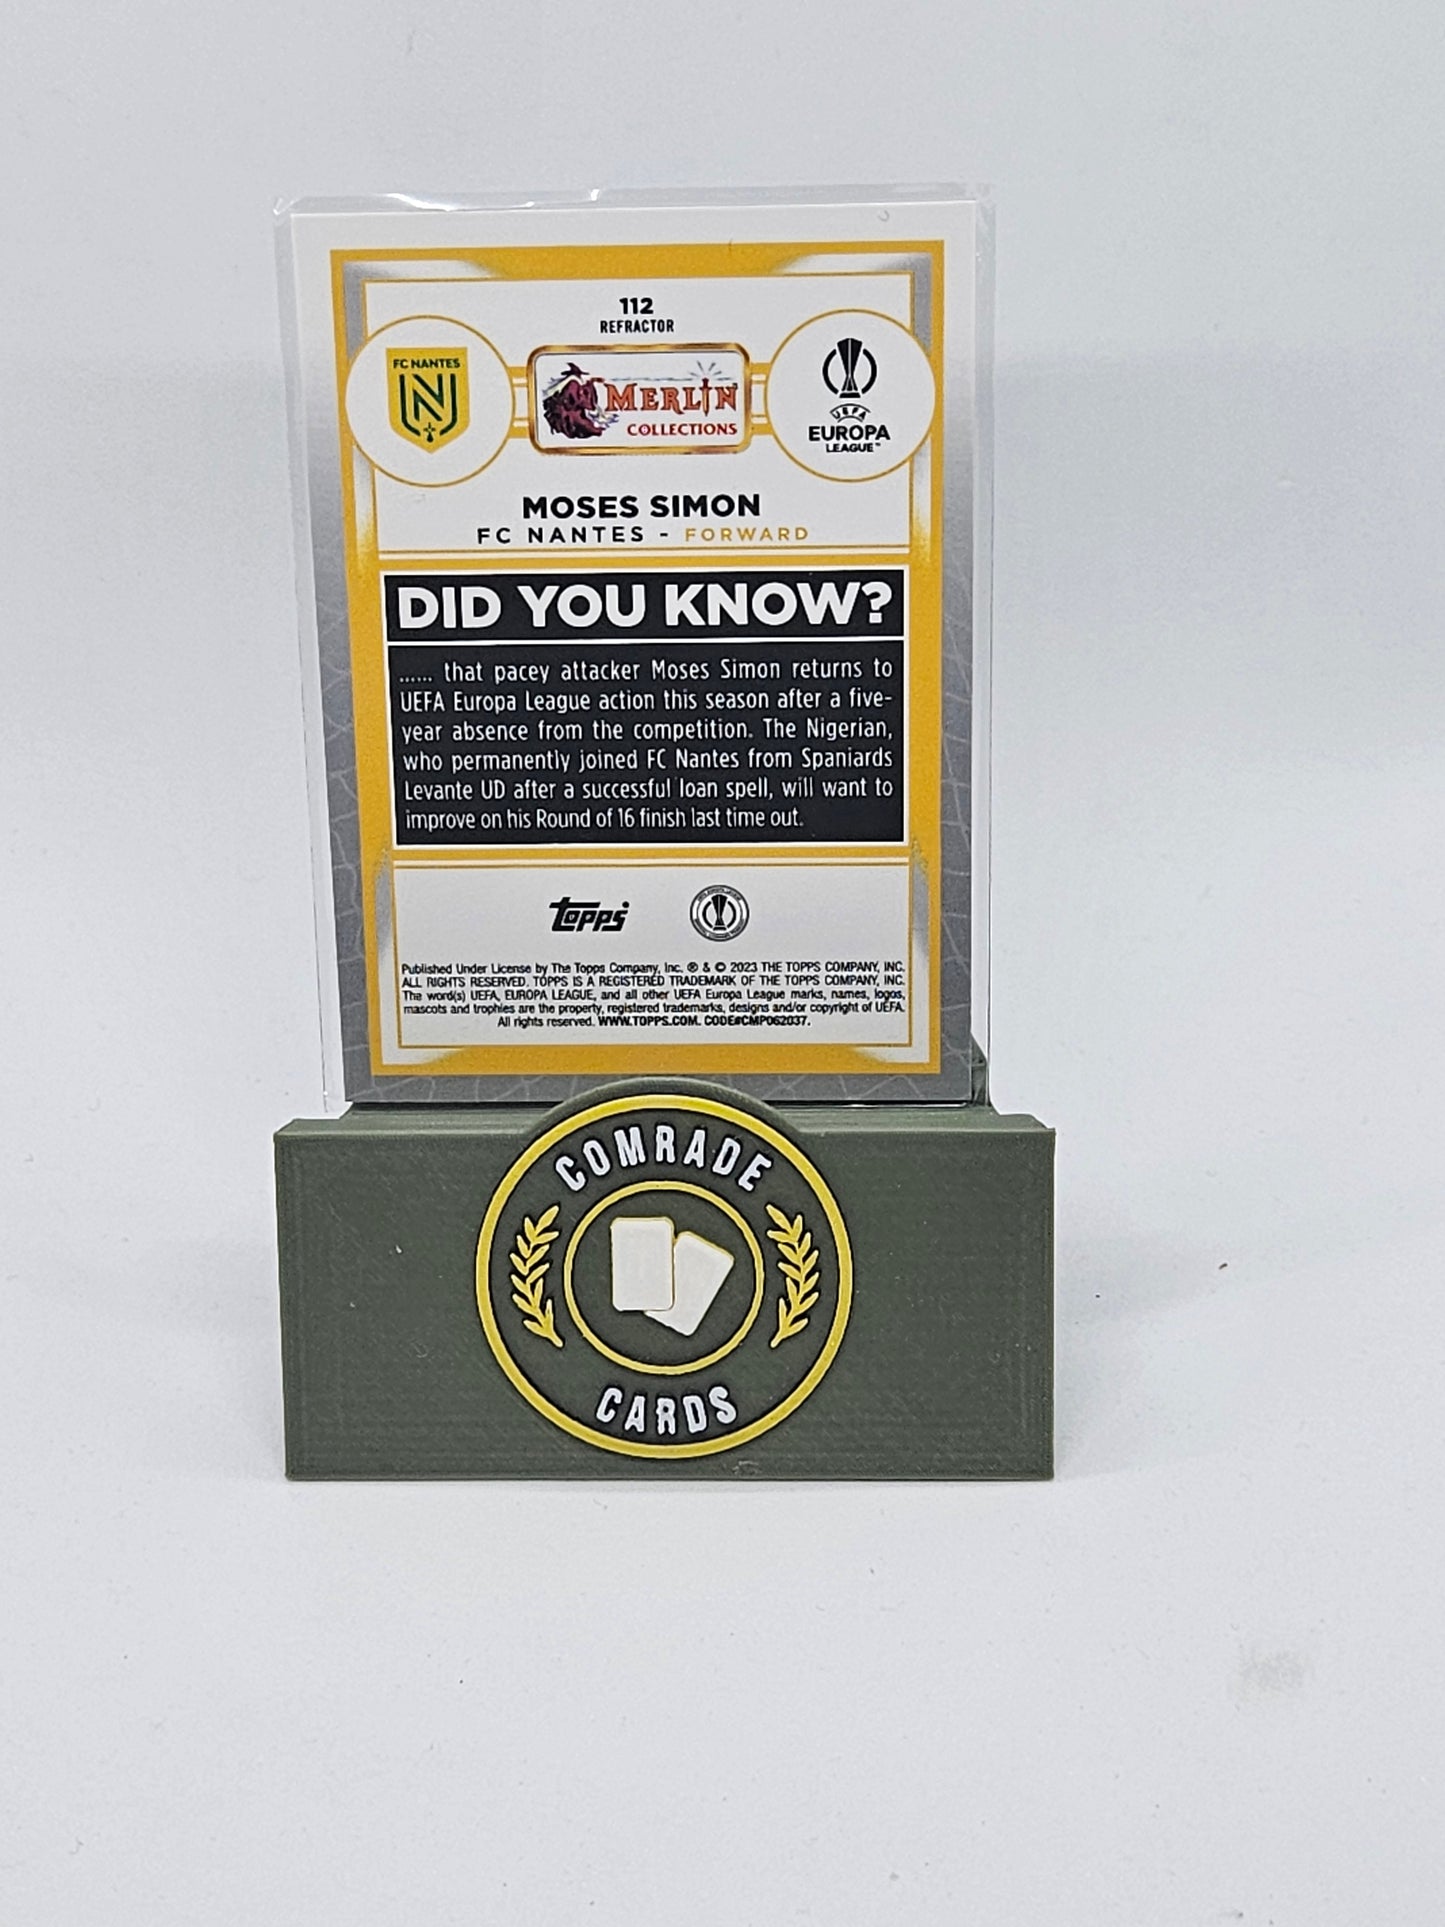 112
REFRACTOR
FC NANTES
N
MERLIN
COLLECTIONS
UEFA
EUROPA
LEAGUE™
MOSES SIMON
FC NANTES - FORWARD
DID YOU KNOW?
...... that pacey attacker Moses Simon returns to
UEFA Europa League action this season after a five-
year absence from the competition. The Nigerian,
who permanently joined FC Nantes from Spaniards
Levante UD after a successful loan spell, will want to
improve on his Round of 16 finish last time out.
Topps
Published Under License by The Topps Company, Inc. ® & © 2023 THE TOPPS COMPANY, INC.
ALL RIGHTS RESERVED. TOPPS IS A REGISTERED TRADEMARK OF THE TOPPS COMPANY, INC.
The word(s) UEFA, EUROPA LEAGUE, and all other UEFA Europa League marks, names, logos,
mascots and trophies are the property, registered trademarks, designs and/or copyright of UEFA.
All rights reserved. WWW.TOPPS.COM. CODE#CMP062037.
COMRADE
CARDS